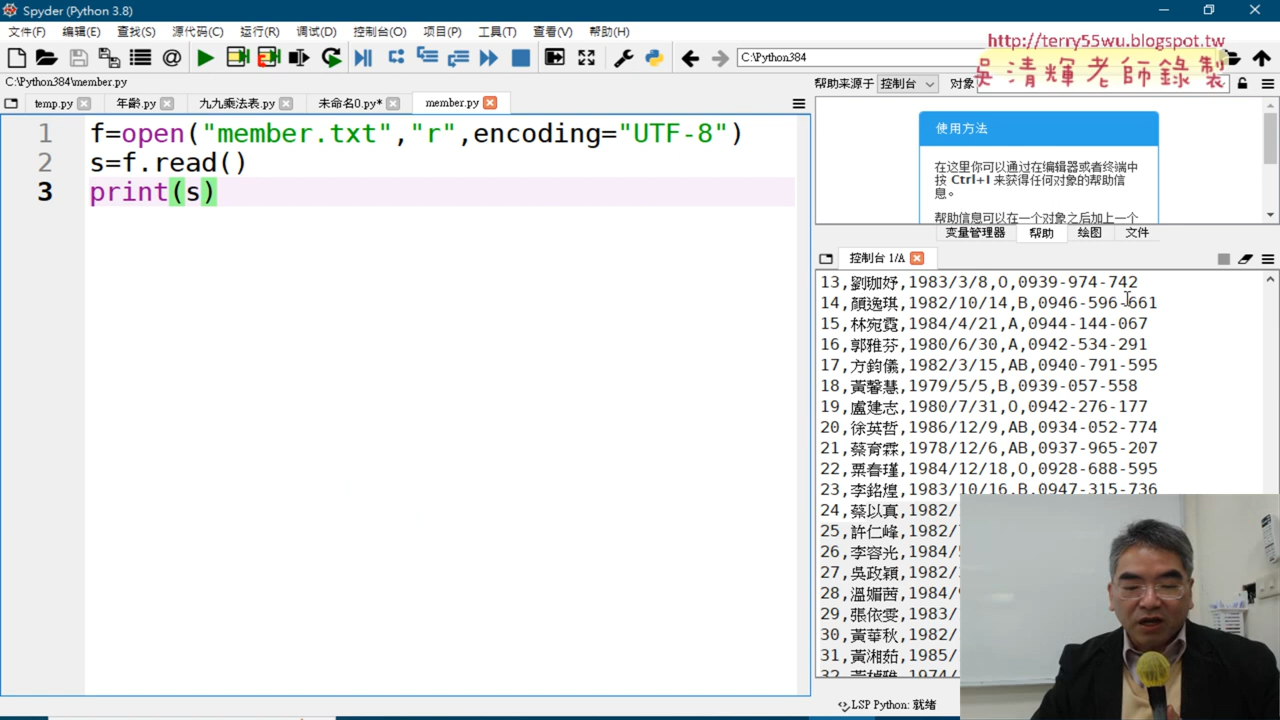 Spyder (Python 3.8)
文件(F) 编辑(E) 查找(S) 源代码(C) 运行(R) 调试(D) 控制台(O) 项目(P) 工具(T) 查看(V) 帮助(H)
http://terry55wu.blogspot.tw
吳清輝老師錄製
C:\Python384
C:\Python384\member.py
帮助来源于 控制台 对象
temp.py 年龄.py 九九乘法表.py 未命名0.py* member.py
1 f=open("member.txt","r",encoding="UTF-8")
2 s=f.read()
3 print(s)
使用方法
在这里你可以通过在编辑器或者终端中
按 Ctrl+I 来获得任何对象的帮助信
息。
帮助信息可以在一个对象之后加上一个
变量管理器 帮助 绘图 文件
控制台 1/A
13,劉珈妤,1983/3/8,O,0939-974-742
14,顏逸琪,1982/10/14,B,0946-596-661
15,林宛霓,1984/4/21,A,0944-144-067
16,郭雅芬,1980/6/30,A,0942-534-291
17,方鈞儀,1982/3/15,AB,0940-791-595
18,黃馨慧,1979/5/5,B,0939-057-558
19,盧建志,1980/7/31,O,0942-276-177
20,徐英哲,1986/12/9,AB,0934-052-774
21,蔡育霖,1978/12/6,AB,0937-965-207
22,粟春瑾,1984/12/18,O,0928-688-595
23,李銘煌,1983/10/16,B,0947-315-736
24,蔡以真,1982/
25,許仁峰,1982/
26,李容光,1984/
27,吳政穎,1982/
28,溫媚茜,1984/
29,張依雯,1983/
30,黃華秋,1982/
31,黃湘茹,1985/
LSP Python: 就绪